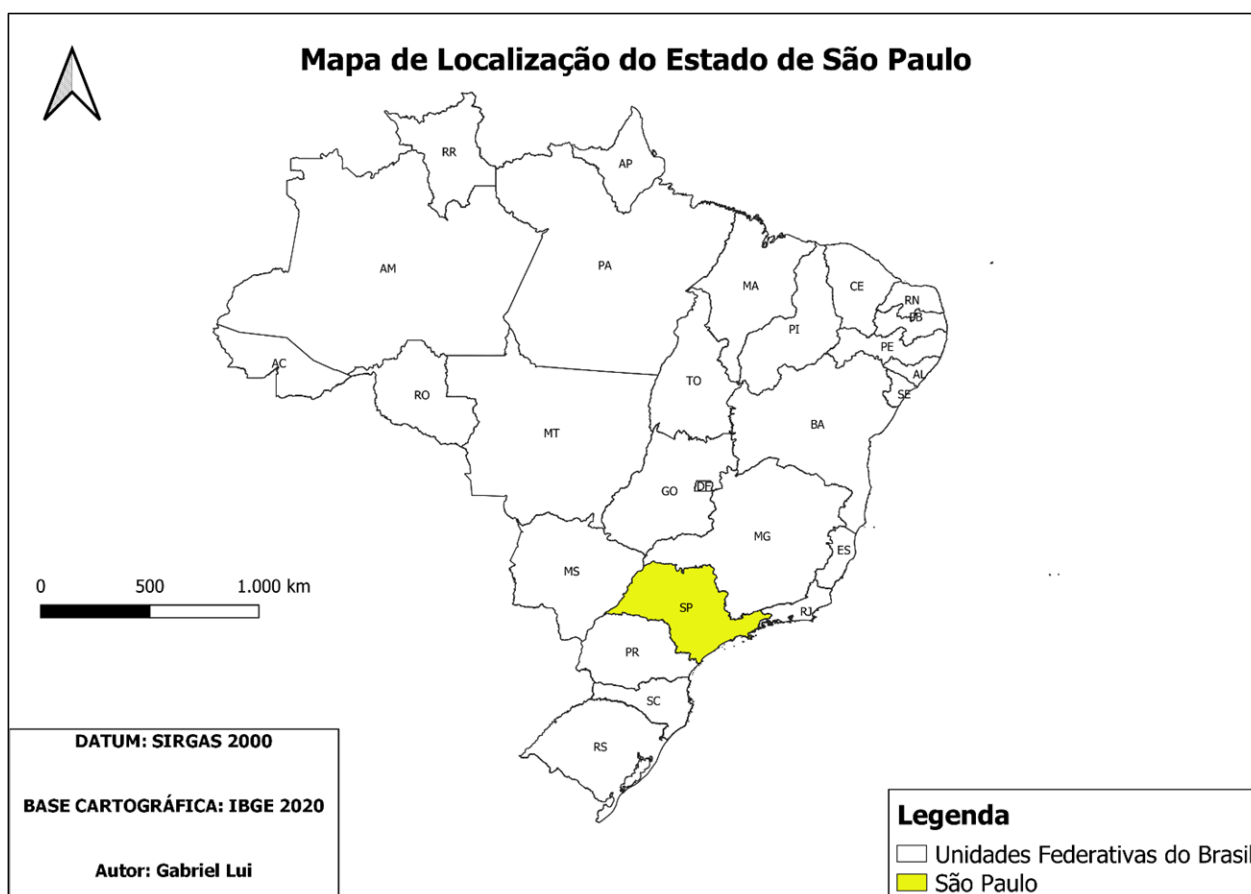 Mapa de Localização do Estado de São Paulo
RR
AP
AM
PA
MA
CE
RN
PB
PI
PE
AC
AL
TO
SE
RO
BA
MT
DF
GO
MG
ES
MS
SP
RJ
PR
SC
RS
0 500 1.000 km
DATUM: SIRGAS 2000
BASE CARTOGRÁFICA: IBGE 2020
Autor: Gabriel Lui
Legenda
Unidades Federativas do Brasil
São Paulo